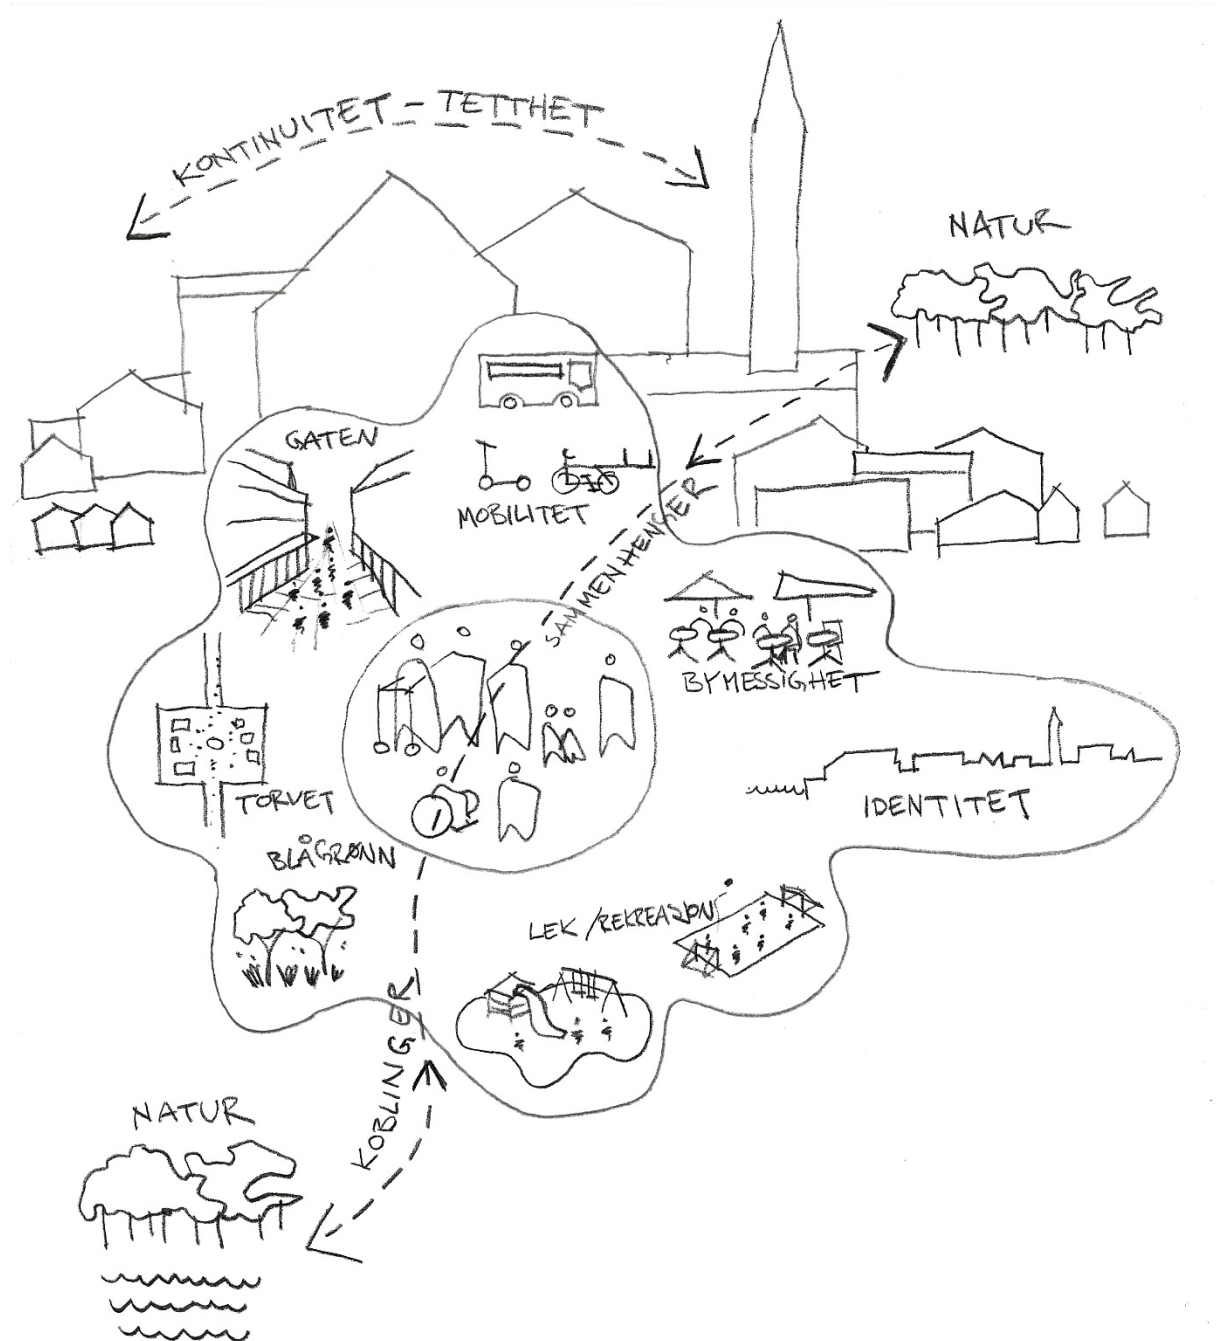 KONTINUITET - TETTHET
NATUR
GATEN
MOBILITET
SAMMENHENGER
BYMESSIGHET
TORVET
IDENTITET
BLÅGRØNN
LEK/REKREASJON
KOBLINGER
NATUR